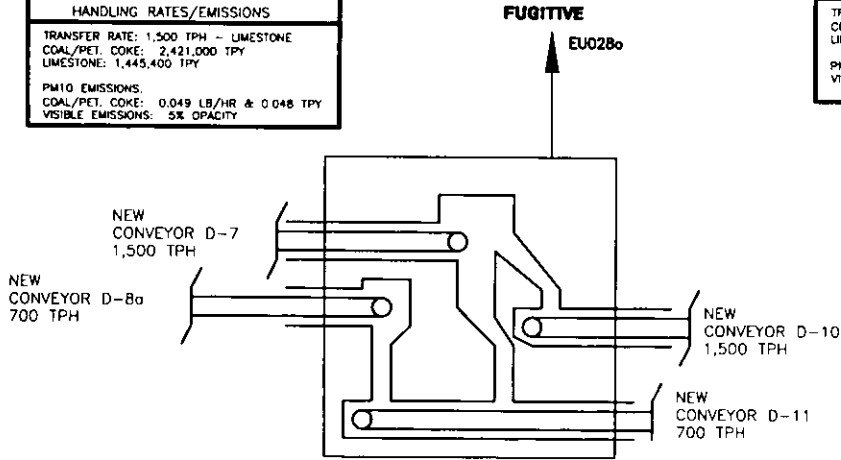 HANDLING RATES/EMISSIONS
TRANSFER RATE: 1,500 TPH - LIMESTONE
COAL/PET. COKE: 2,421,000 TPY
LIMESTONE: 1,445,400 TPY
PM10 EMISSIONS.
COAL/PET. COKE: 0.049 LB/HR & 0 048 TPY
VISIBLE EMISSIONS: 5% OPACITY
FUGITIVE
EU028a
NEW
CONVEYOR D-7
1,500 TPH
NEW
CONVEYOR D-8a
700 TPH
NEW
CONVEYOR D-10
1,500 TPH
NEW
CONVEYOR D-11
700 TPH